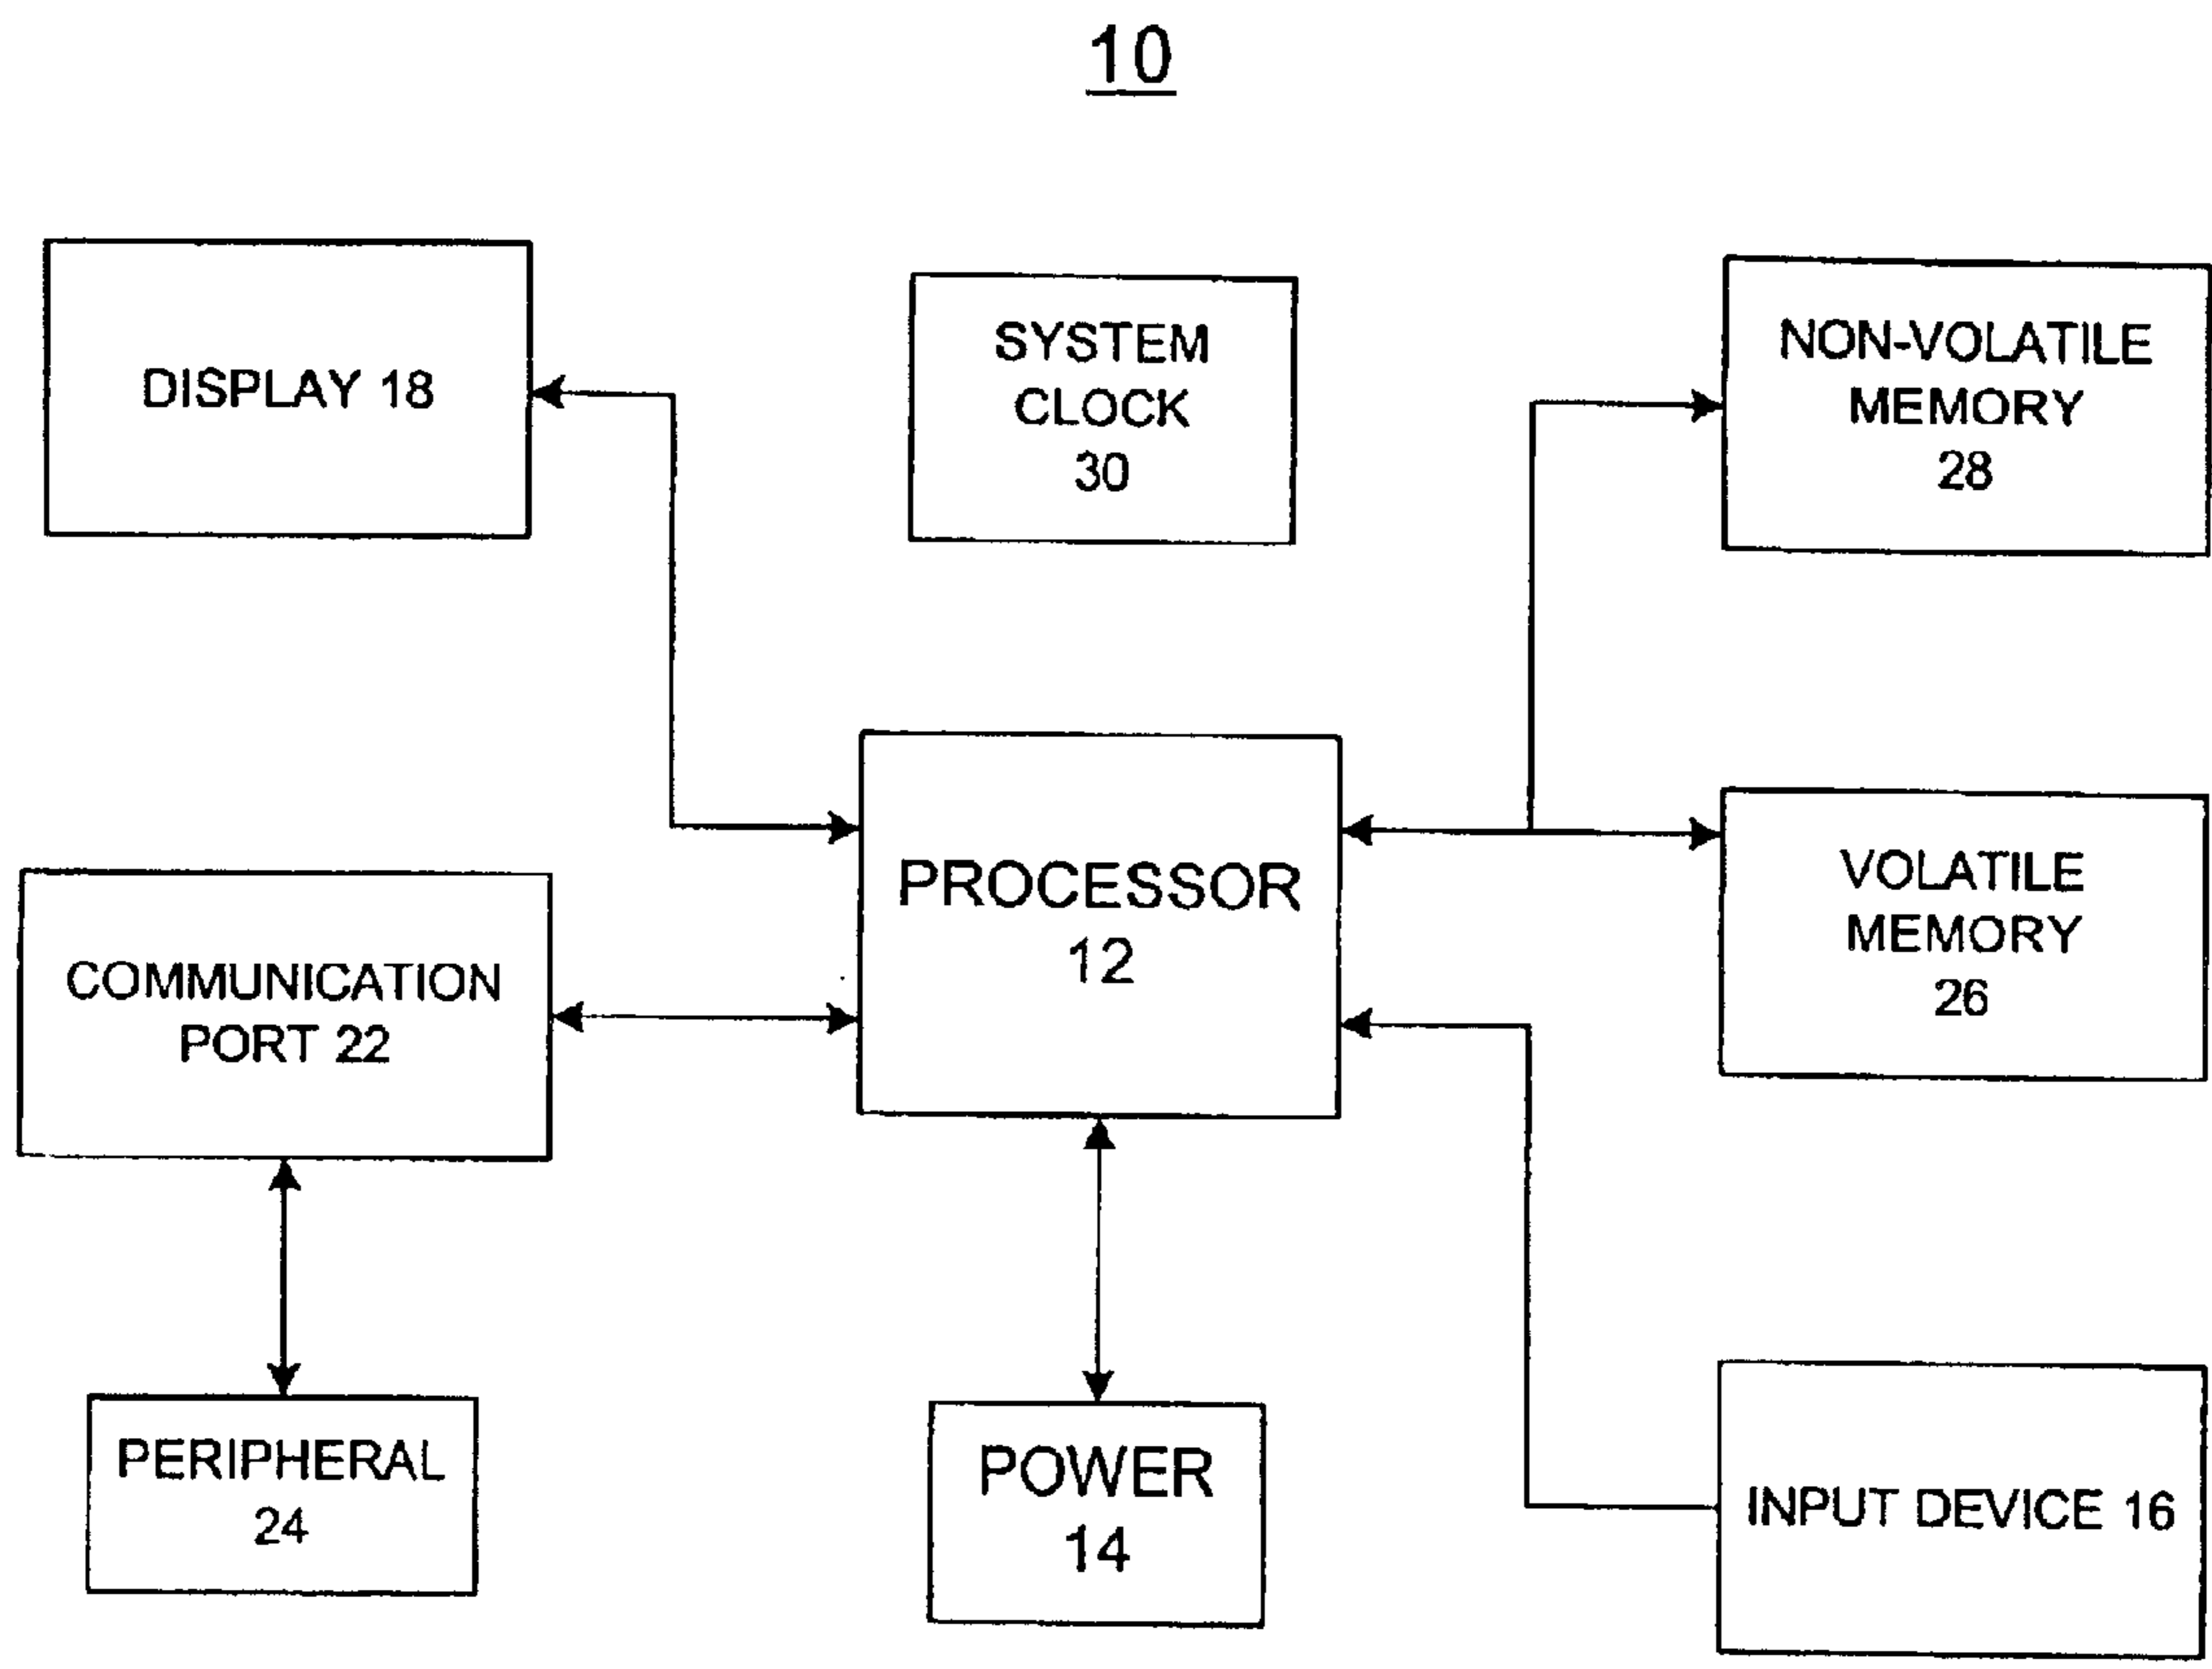 10
DISPLAY 18
SYSTEM
CLOCK
30
NON-VOLATILE
MEMORY
28
PROCESSOR
12
VOLATILE
MEMORY
26
COMMUNICATION
PORT 22
PERIPHERAL
24
POWER
14
INPUT DEVICE 16